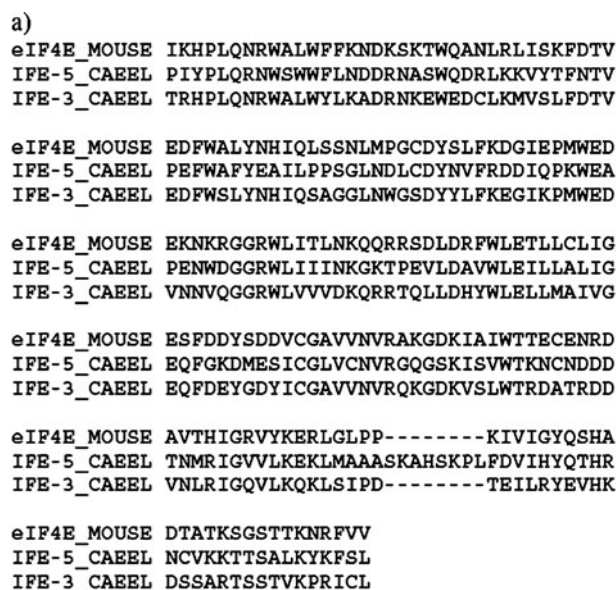 a)
eIF4E_MOUSE IKHPLQNRWALWFFKNDKSKTWQANLRLISKFDTV
IFE-5_CAEEL PIYPLQRNWSWWFLNDDRNASWQDRLKKVYTFNTV
IFE-3_CAEEL TRHPLQNRWALWYLKADRNKEWEDCLKMVSLFDTV
eIF4E_MOUSE EDFWALYNHIQLSSNLMPGCDYSLFKDGIEPMWED
IFE-5_CAEEL PEFWAFYEAILPPSGLNDLCDYNVFRDDIQPKWEA
IFE-3_CAEEL EDFWSLYNHIQSAGGLNWGSDYYLFKEGIKPMWED
eIF4E_MOUSE EKNKRGGRWLITLNKQQRRSDLDRFWLETLLCLIG
IFE-5_CAEEL PENWDGGRWLIIINKGKTPEVLDAVWLEILLALIG
IFE-3_CAEEL VNNVQGGRWLVVVDKQRRTQLLDHYWLELLMAIVG
eIF4E_MOUSE ESFDDYSDDVCGAVVNVRAKGDKIAIWTTECENRD
IFE-5_CAEEL EQFGKDMESICGLVCNVRGQGSKISVWTKNCNDDD
IFE-3_CAEEL EQFDEYGDYICGAVVNVRQKGDKVSLWTRDATRDD
eIF4E_MOUSE AVTHIGRVYKERLGLPP--------KIVIGYQSHA
IFE-5_CAEEL TNMRIGVVLKEKLMAAASKAHSKPLFDVIHYQTHR
IFE-3_CAEEL VNLRIGQVLKQKLSIPD--------TEILRYEVHK
eIF4E_MOUSE DTATKSGSTTKNRFVV
IFE-5_CAEEL NCVKKTTSALKYKFSL
IFE-3_CAEEL DSSARTSSTVKPRICL